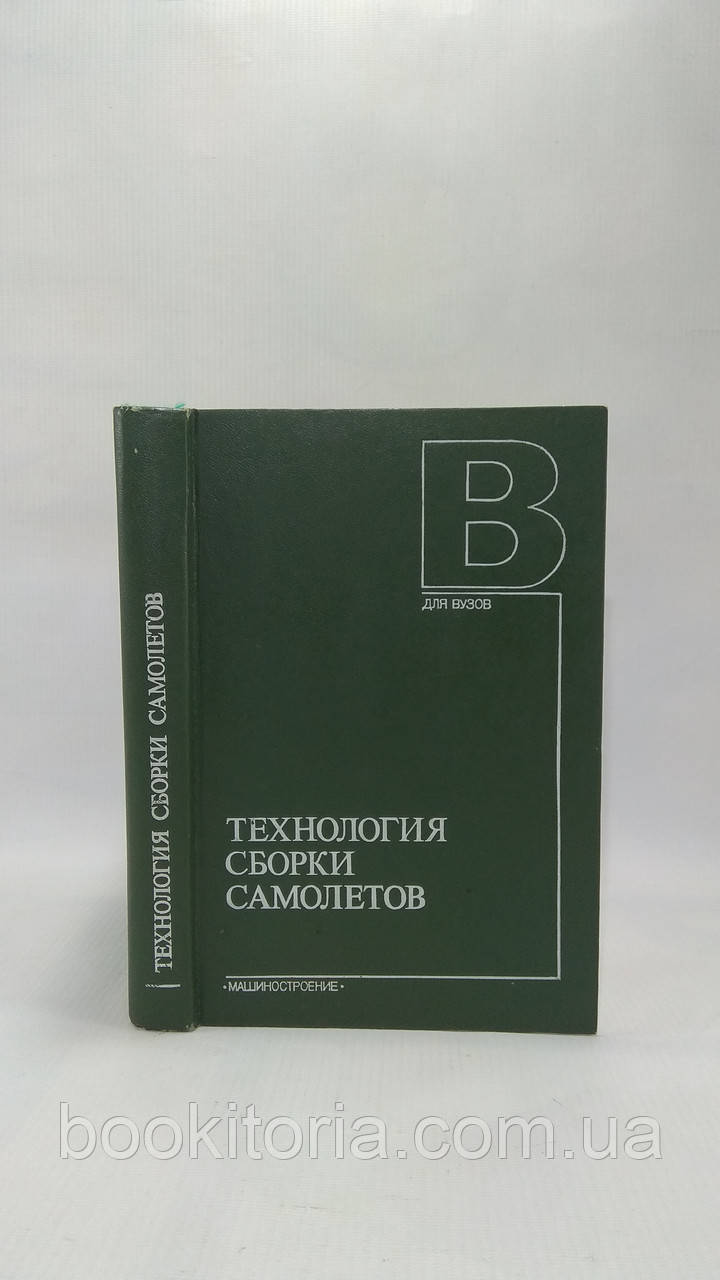 В
ДЛЯ ВУЗОВ
ТЕХНОЛОГИЯ СБОРКИ САМОЛЕТОВ
ТЕХНОЛОГИЯ
СБОРКИ
САМОЛЕТОВ
•МАШИНОСТРОЕНИЕ•
bookitoria.com.ua